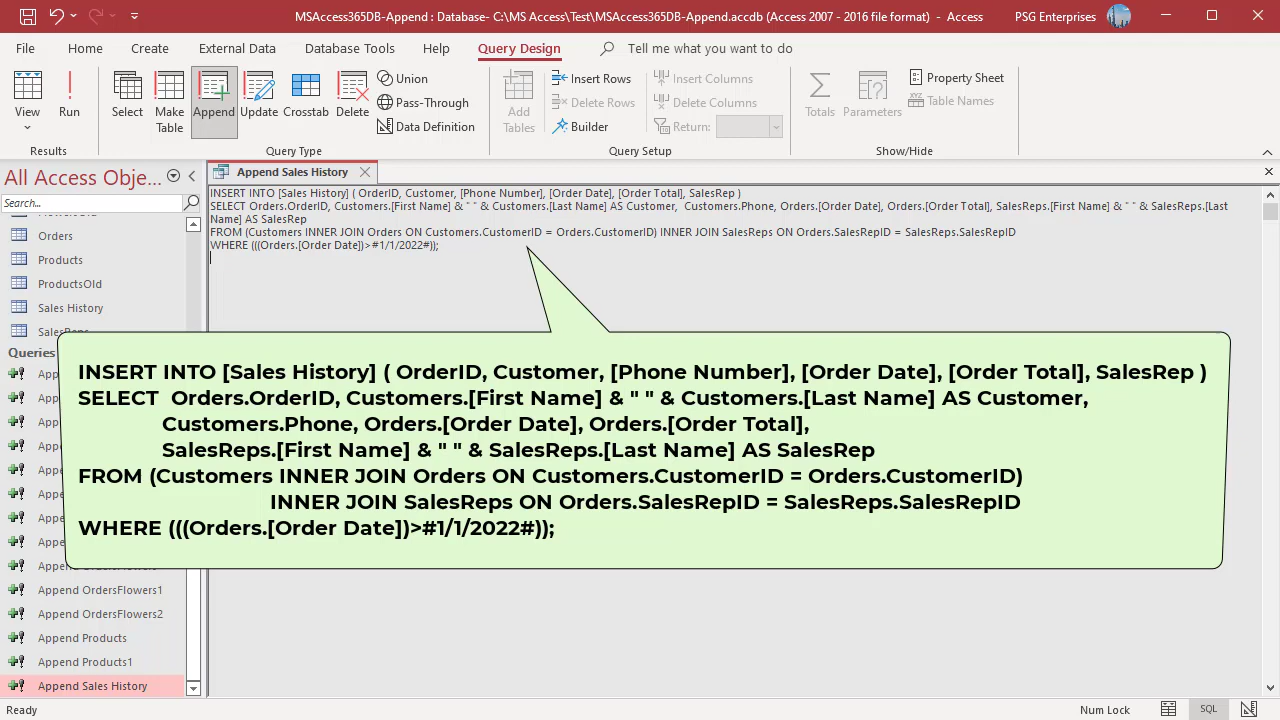 MSAccess365DB-Append : Database- C:\MS Access\Test\MSAccess365DB-Append.accdb (Access 2007 - 2016 file format) - Access
PSG Enterprises
File Home Create External Data Database Tools Help Query Design Tell me what you want to do
View
Run
Results
Select
Make Table
Append
Update
Crosstab
Delete
Union
Pass-Through
Data Definition
Query Type
Add Tables
Insert Rows
Delete Rows
Builder
Insert Columns
Delete Columns
Return:
Query Setup
Totals
Parameters
Property Sheet
Table Names
Show/Hide
All Access Obje...
Search...
Orders
Products
ProductsOld
Sales History
SalesReps
Queries
App
App
App
App
App
App
App
App
Append OrdersFlowers1
Append OrdersFlowers2
Append Products
Append Products1
Append Sales History
Append Sales History
INSERT INTO [Sales History] ( OrderID, Customer, [Phone Number], [Order Date], [Order Total], SalesRep )
SELECT Orders.OrderID, Customers.[First Name] & " " & Customers.[Last Name] AS Customer, Customers.Phone, Orders.[Order Date], Orders.[Order Total], SalesReps.[First Name] & " " & SalesReps.[Last
Name] AS SalesRep
FROM (Customers INNER JOIN Orders ON Customers.CustomerID = Orders.CustomerID) INNER JOIN SalesReps ON Orders.SalesRepID = SalesReps.SalesRepID
WHERE (((Orders.[Order Date])>#1/1/2022#));
INSERT INTO [Sales History] ( OrderID, Customer, [Phone Number], [Order Date], [Order Total], SalesRep )
SELECT Orders.OrderID, Customers.[First Name] & " " & Customers.[Last Name] AS Customer,
Customers.Phone, Orders.[Order Date], Orders.[Order Total],
SalesReps.[First Name] & " " & SalesReps.[Last Name] AS SalesRep
FROM (Customers INNER JOIN Orders ON Customers.CustomerID = Orders.CustomerID)
INNER JOIN SalesReps ON Orders.SalesRepID = SalesReps.SalesRepID
WHERE (((Orders.[Order Date])>#1/1/2022#));
Ready
Num Lock
SQL